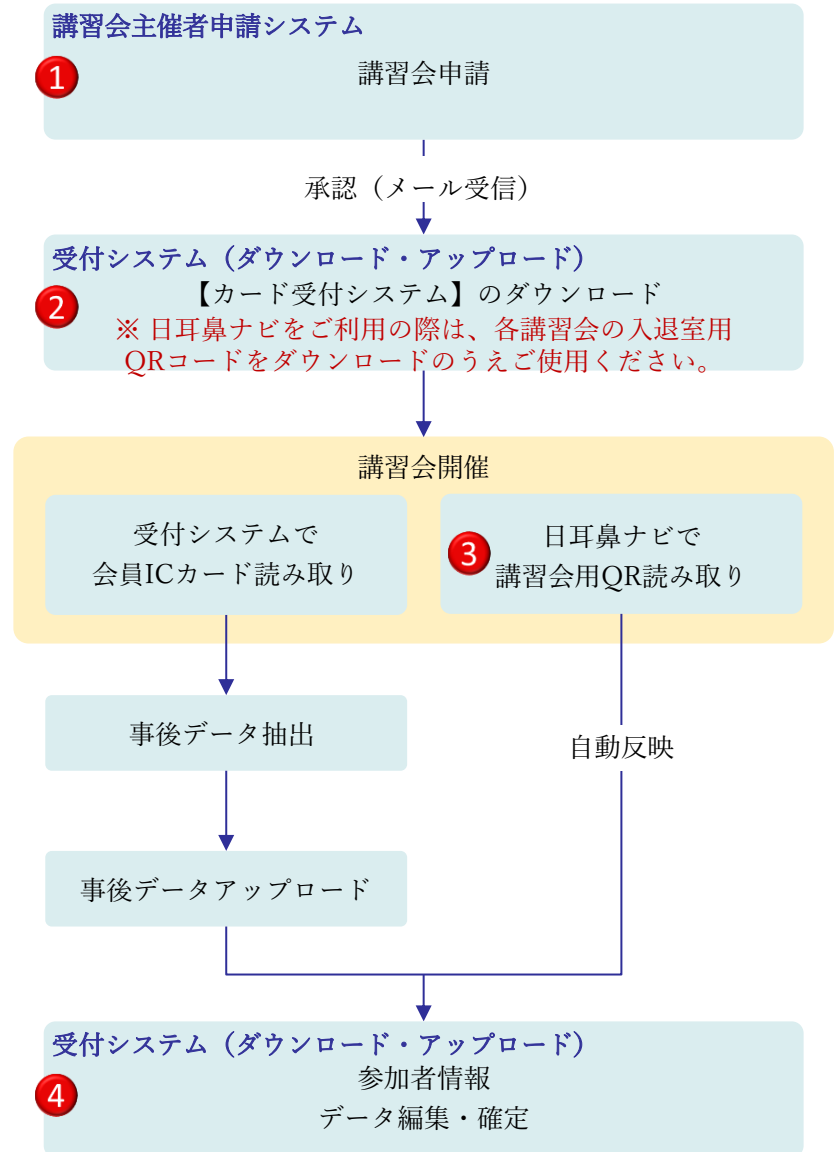 講習会主催者申請システム
1
講習会申請
承認（メール受信）
受付システム（ダウンロード・アップロード）
2
【カード受付システム】のダウンロード
※ 日耳鼻ナビをご利用の際は、各講習会の入退室用
QRコードをダウンロードのうえご使用ください。
講習会開催
受付システムで
会員ICカード読み取り
3
日耳鼻ナビで
講習会用QR読み取り
事後データ抽出
自動反映
事後データアップロード
受付システム（ダウンロード・アップロード）
4
参加者情報
データ編集・確定